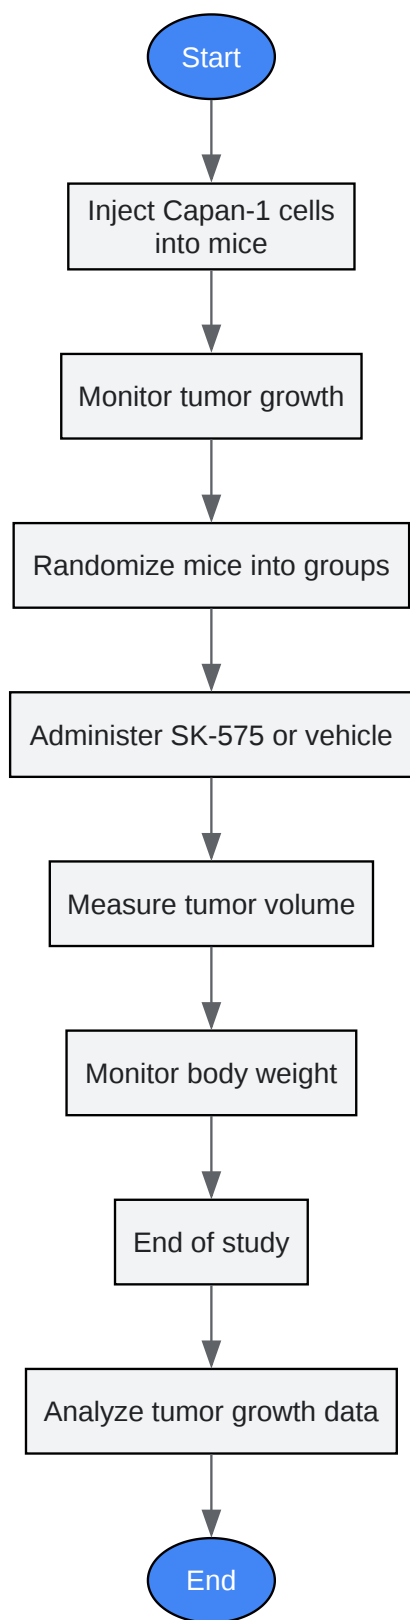 Start
Inject Capan-1 cells
into mice
Monitor tumor growth
Randomize mice into groups
Administer SK-575 or vehicle
Measure tumor volume
Monitor body weight
End of study
Analyze tumor growth data
End